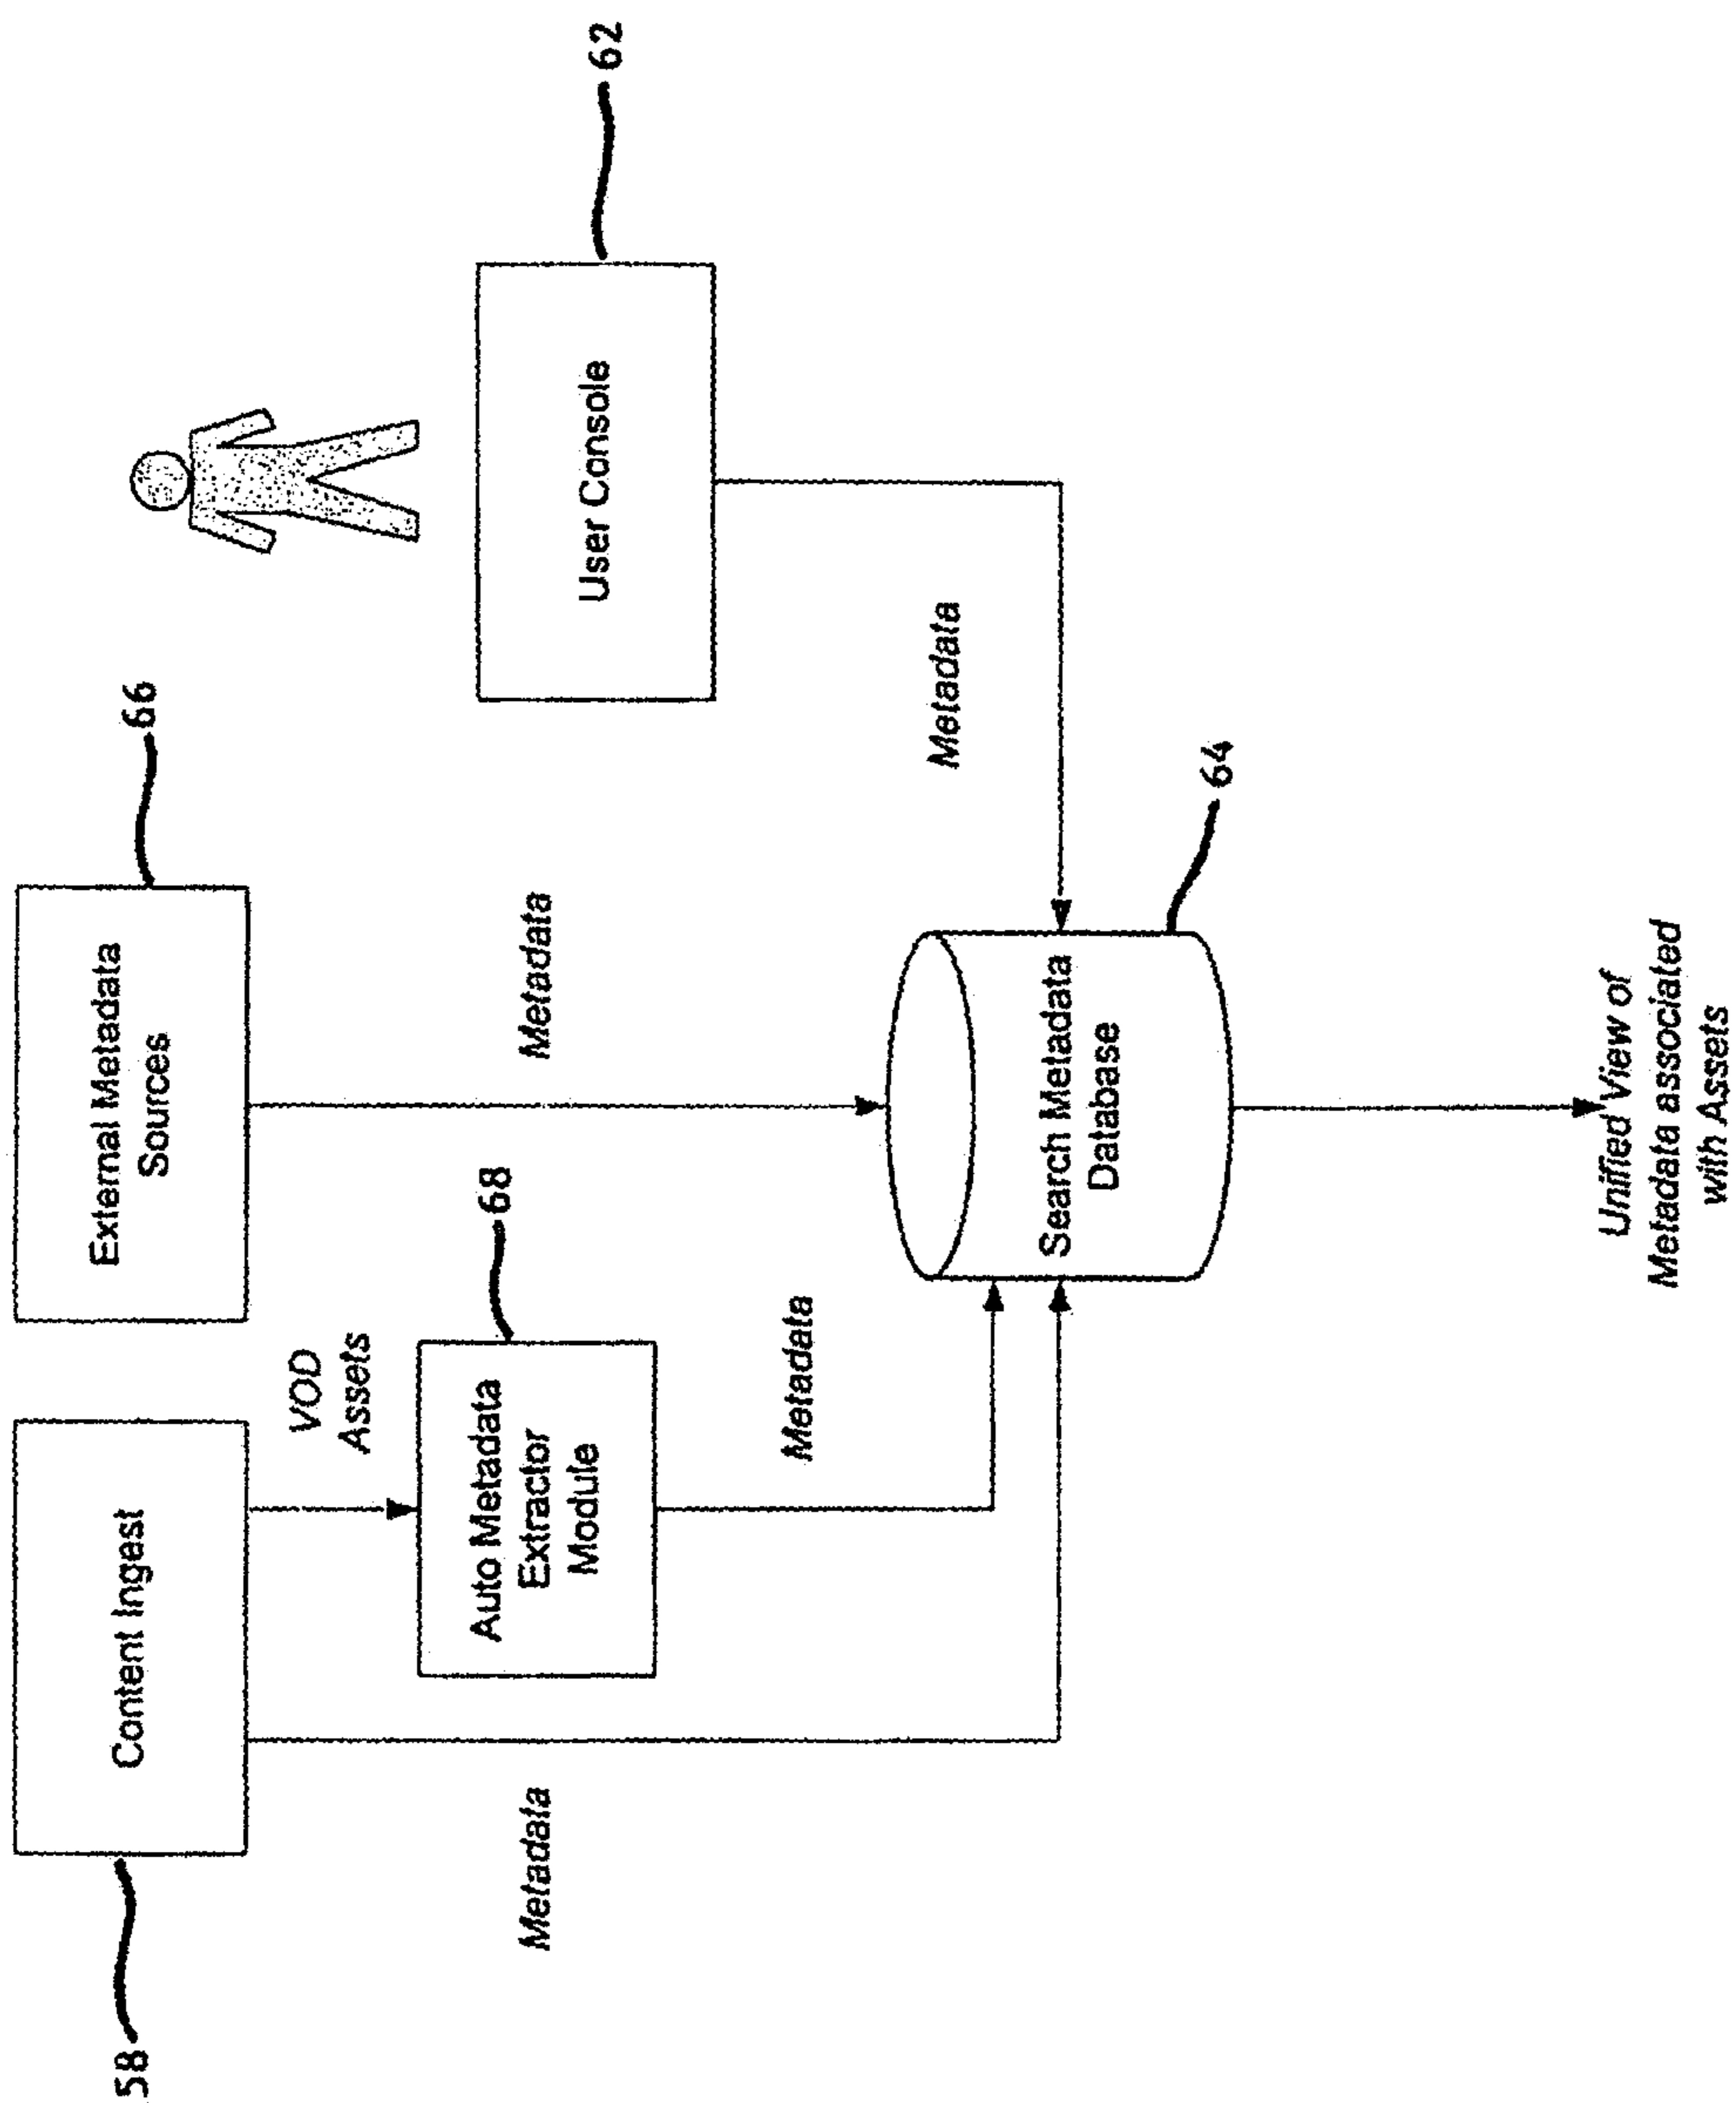 58
Content Ingest
External Metadata
Sources
66
62
VOD
Assets
68
Auto Metadata
Extractor
Module
User Console
Metadata
Metadata
Metadata
Metadata
Search Metadata
Database
64
Unified View of
Metadata associated
with Assets